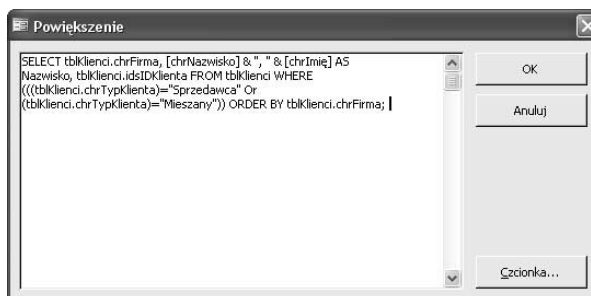 Powiększenie
SELECT tblKlienci.chrFirma, [chrNazwisko] & ", " & [chrImię] AS
Nazwisko, tblKlienci.idsIDKlienta FROM tblKlienci WHERE
(((tblKlienci.chrTypKlienta)="Sprzedawca" Or
(tblKlienci.chrTypKlienta)="Mieszany")) ORDER BY tblKlienci.chrFirma;
OK
Anuluj
Czcionka...